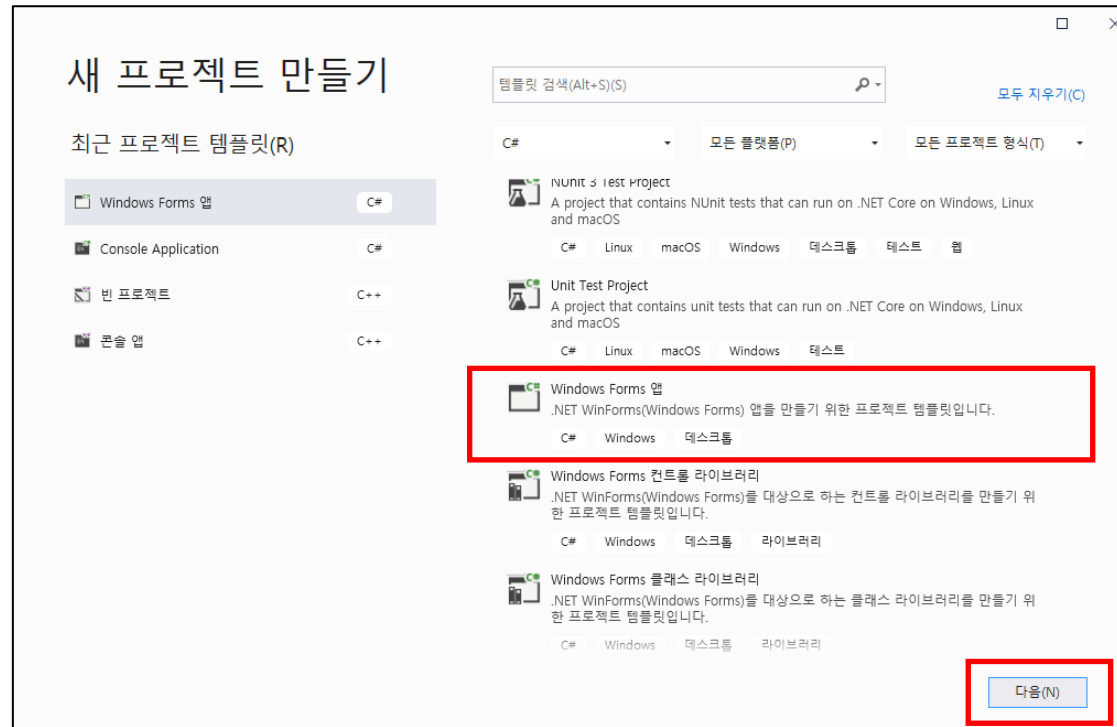 새 프로젝트 만들기
템플릿 검색(Alt+S)(S)
모두 지우기(C)
최근 프로젝트 템플릿(R)
C#
모든 플랫폼(P)
모든 프로젝트 형식(T)
Windows Forms 앱
C#
Console Application
C#
빈 프로젝트
C++
콘솔 앱
C++
NUnit 3 Test Project
A project that contains NUnit tests that can run on .NET Core on Windows, Linux
and macOS
C# Linux macOS Windows 데스크톱 테스트 웹
Unit Test Project
A project that contains unit tests that can run on .NET Core on Windows, Linux
and macOS
C# Linux macOS Windows 테스트
Windows Forms 앱
.NET WinForms(Windows Forms) 앱을 만들기 위한 프로젝트 템플릿입니다.
C# Windows 데스크톱
Windows Forms 컨트롤 라이브러리
.NET WinForms(Windows Forms)를 대상으로 하는 컨트롤 라이브러리를 만들기 위
한 프로젝트 템플릿입니다.
C# Windows 데스크톱 라이브러리
Windows Forms 클래스 라이브러리
.NET WinForms(Windows Forms)를 대상으로 하는 클래스 라이브러리를 만들기 위
한 프로젝트 템플릿입니다.
C# Windows 데스크톱 라이브러리
다음(N)